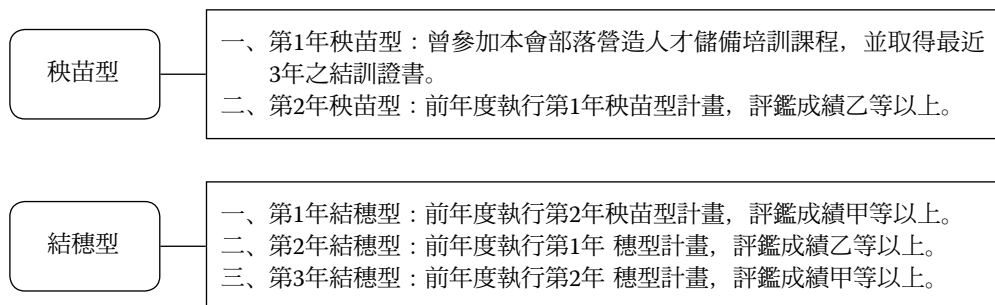 秧苗型
一、第1年秧苗型：曾參加本會部落營造人才儲備培訓課程，並取得最近
3年之結訓證書。
二、第2年秧苗型：前年度執行第1年秧苗型計畫，評鑑成績乙等以上。
結穗型
一、第1年結穗型：前年度執行第2年秧苗型計畫，評鑑成績甲等以上。
二、第2年結穗型：前年度執行第1年 穗型計畫，評鑑成績乙等以上。
三、第3年結穗型：前年度執行第2年 穗型計畫，評鑑成績甲等以上。